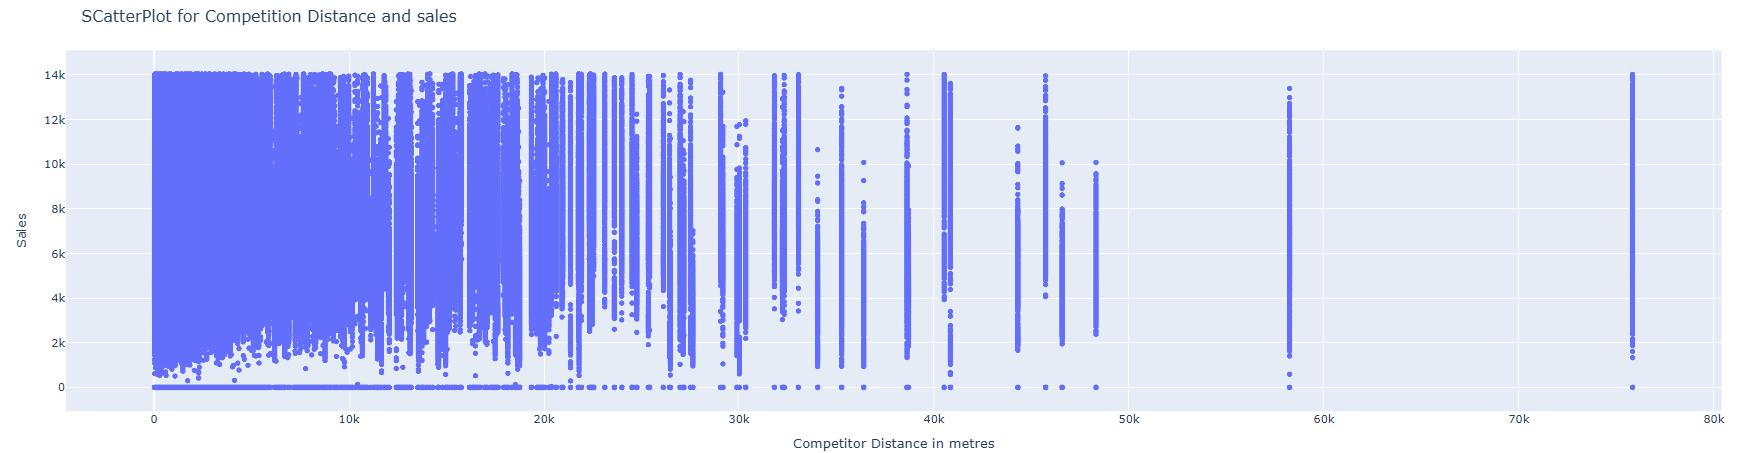 SCatterPlot for Competition Distance and sales
14k
12k
10k
8k
6k
4k
2k
0
Sales
0 10k 20k 30k 40k 50k 60k 70k 80k
Competitor Distance in metres